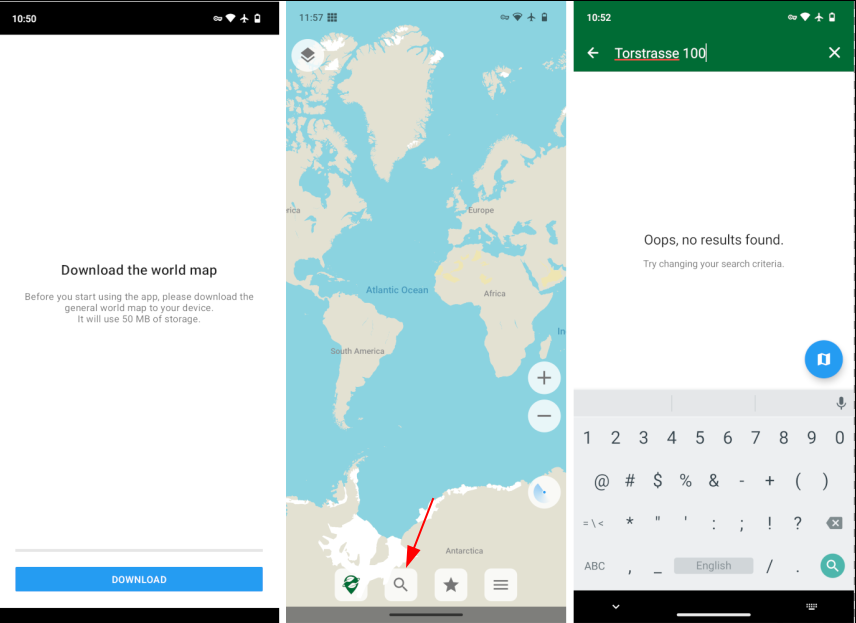 10:50
Download the world map
Before you start using the app, please download the
general world map to your device.
It will use 50 MB of storage.
DOWNLOAD
11:57
rica
Europe
Atlantic Ocean
Africa
In
South America
+
−
Antarctica
10:52
Torstrasse 100
Oops, no results found.
Try changing your search criteria.
1 2 3 4 5 6 7 8 9 0
@ # $ % & - + ( )
= \ < * " ' : ; ! ?
ABC , _ English / .